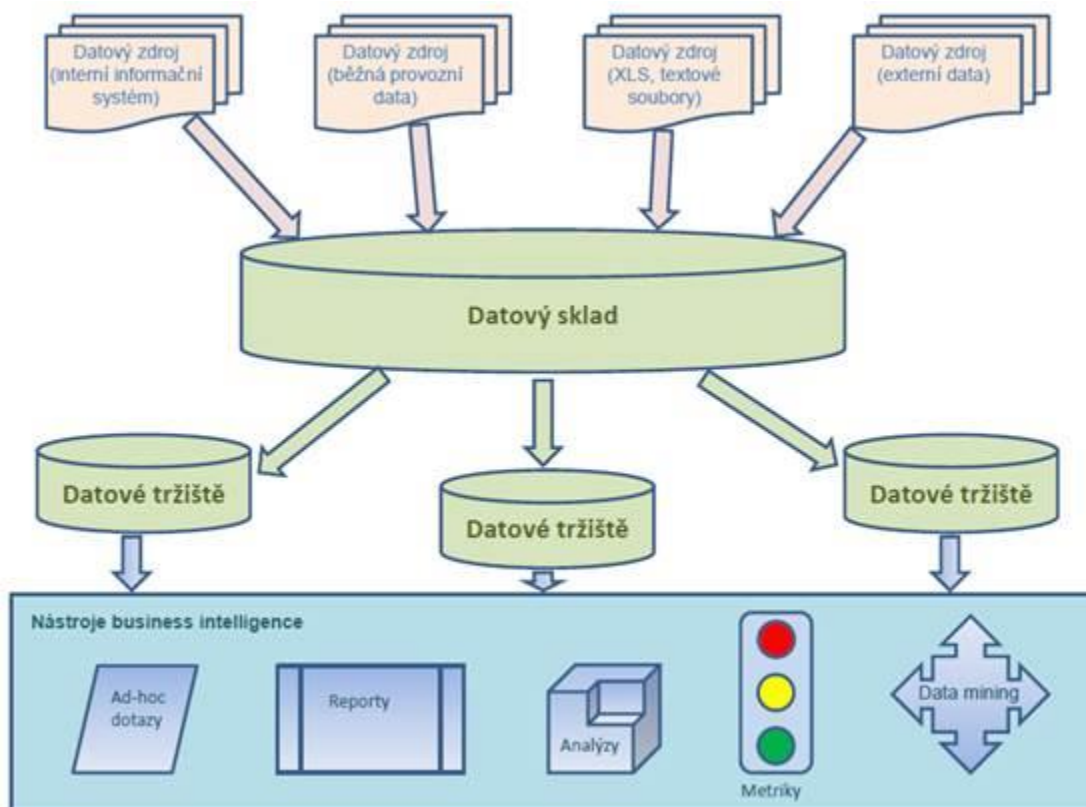 Datový zdroj
(Interní informační
systém)
Datový zdroj
(běžná provozní
data)
Datový zdroj
(XLS, textové
soubory)
Datový zdroj
(externí data)
Datový sklad
Datové tržiště
Datové tržiště
Datové tržiště
Nástroje business intelligence
Ad-hoc
dotazy
Reporty
Analýzy
Metriky
Data mining